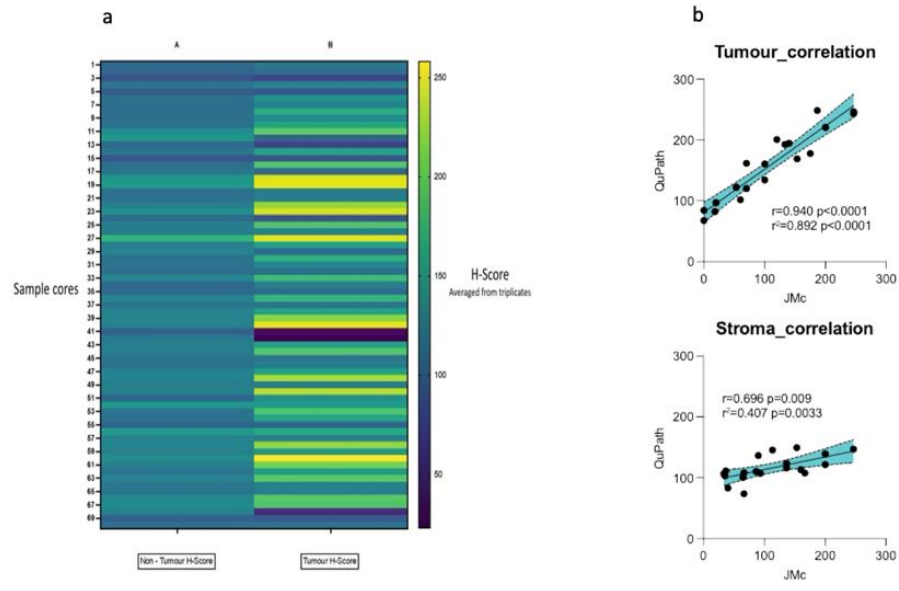 a
A
B
1
3
5
7
9
11
13
15
17
19
21
23
25
27
29
31
33
35
37
39
41
43
45
47
49
51
53
55
57
59
61
63
65
67
69
Sample cores
250
200
150
100
50
H-Score
Averaged from triplicates
Non - Tumour H-Score
Tumour H-Score
b
Tumour_correlation
300
200
100
0
QuPath
r=0.940 p<0.0001
r²=0.892 p<0.0001
0
100
200
300
JMc
Stroma_correlation
300
200
100
0
QuPath
r=0.696 p=0.009
r²=0.407 p=0.0033
0
100
200
300
JMc